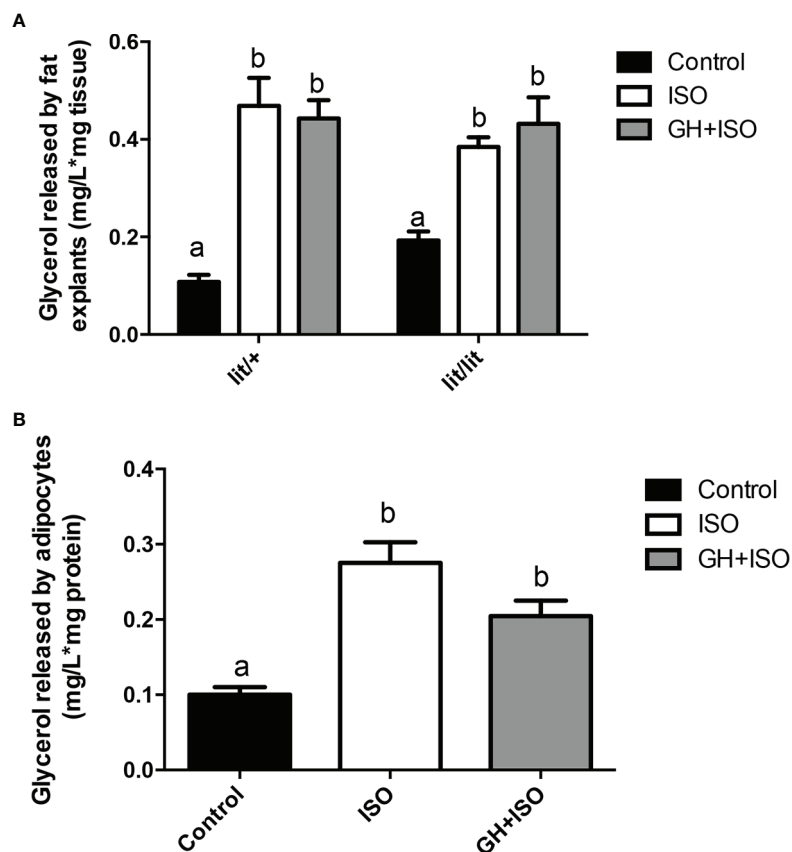 A
Glycerol released by fat
explants (mg/L*mg tissue)
0.6
0.4
0.2
0.0
a
b
b
a
b
b
lit/+
lit/lit
Control
ISO
GH+ISO
B
Glycerol released by adipocytes
(mg/L*mg protein)
0.4
0.3
0.2
0.1
0.0
a
b
b
Control
ISO
GH+ISO
Control
ISO
GH+ISO